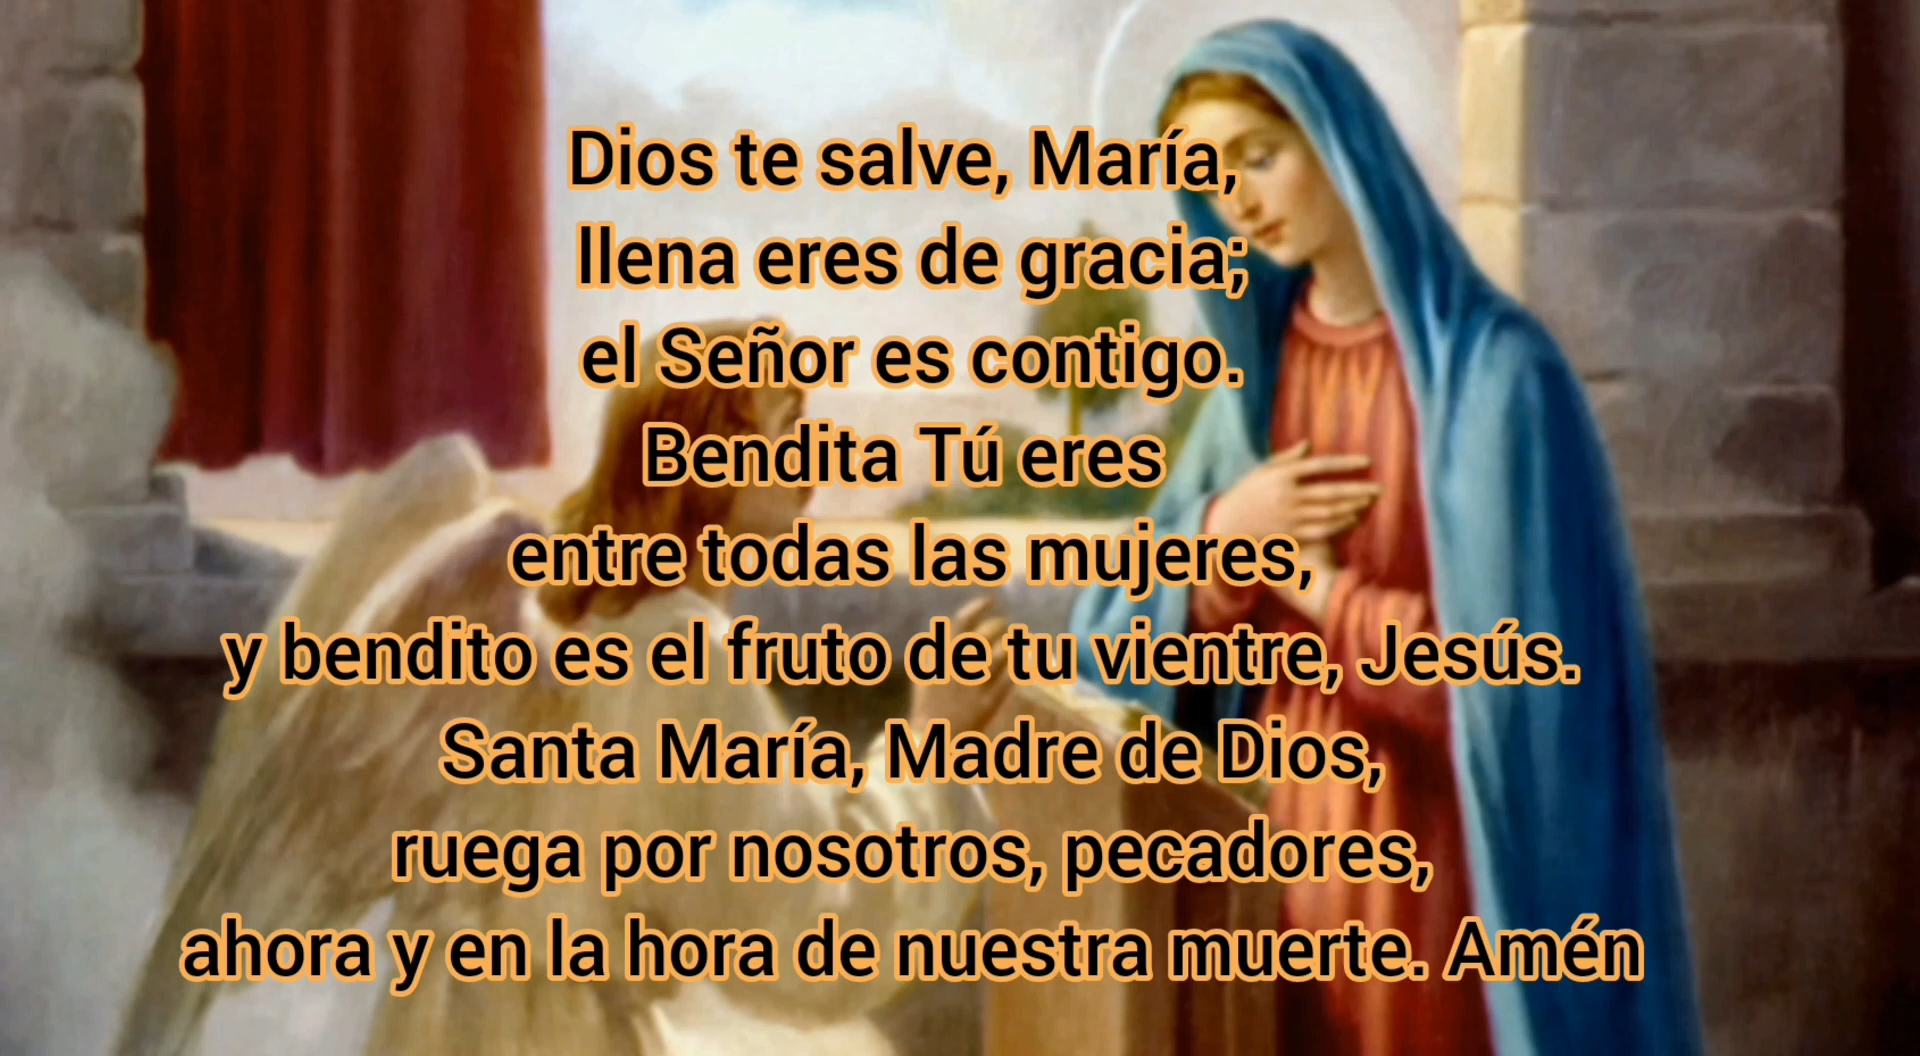 Dios te salve, María,
llena eres de gracia;
el Señor es contigo.
Bendita Tú eres
entre todas las mujeres,
y bendito es el fruto de tu vientre, Jesús.
Santa María, Madre de Dios,
ruega por nosotros, pecadores,
ahora y en la hora de nuestra muerte. Amén